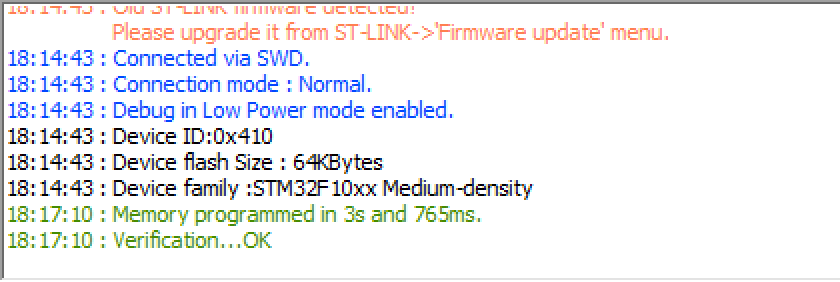 18:14:43 : Old ST-LINK firmware detected!
Please upgrade it from ST-LINK->'Firmware update' menu.
18:14:43 : Connected via SWD.
18:14:43 : Connection mode : Normal.
18:14:43 : Debug in Low Power mode enabled.
18:14:43 : Device ID:0x410
18:14:43 : Device flash Size : 64KBytes
18:14:43 : Device family :STM32F10xx Medium-density
18:17:10 : Memory programmed in 3s and 765ms.
18:17:10 : Verification...OK